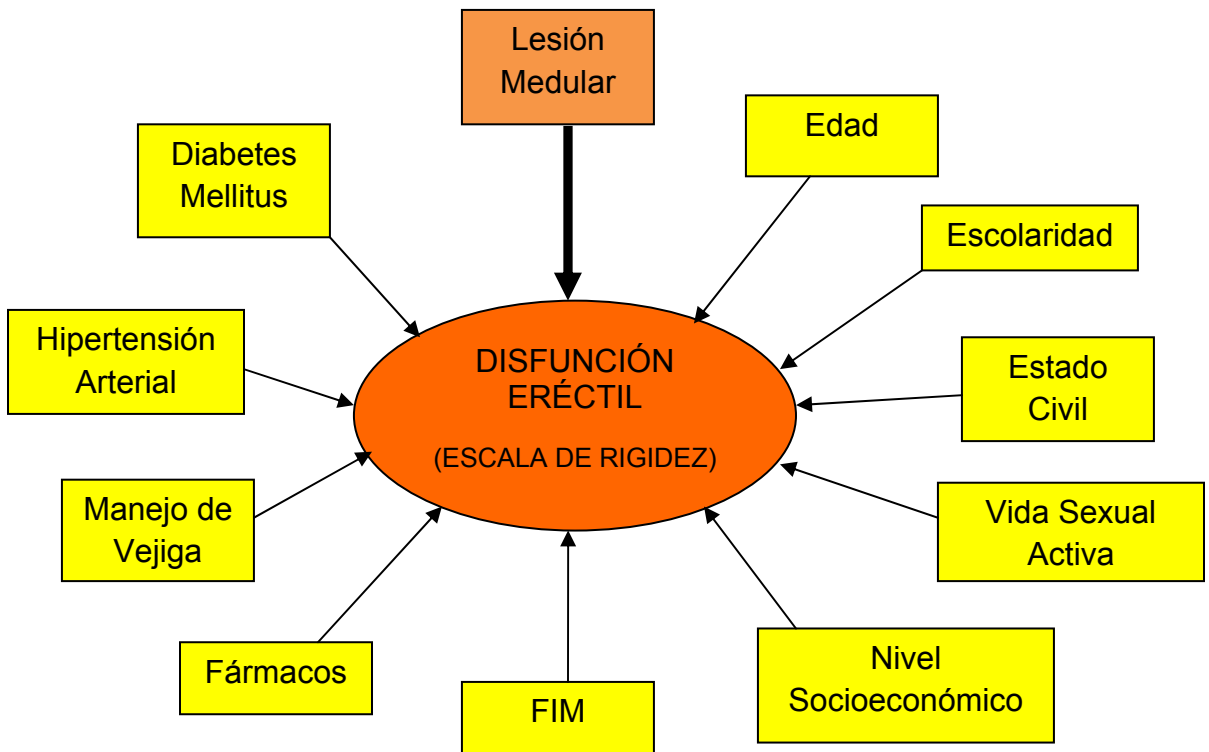 Lesión
Medular
Edad
Diabetes
Mellitus
Escolaridad
Hipertensión
Arterial
DISFUNCIÓN
ERÉCTIL
(ESCALA DE RIGIDEZ)
Estado
Civil
Manejo de
Vejiga
Vida Sexual
Activa
Fármacos
FIM
Nivel
Socioeconómico